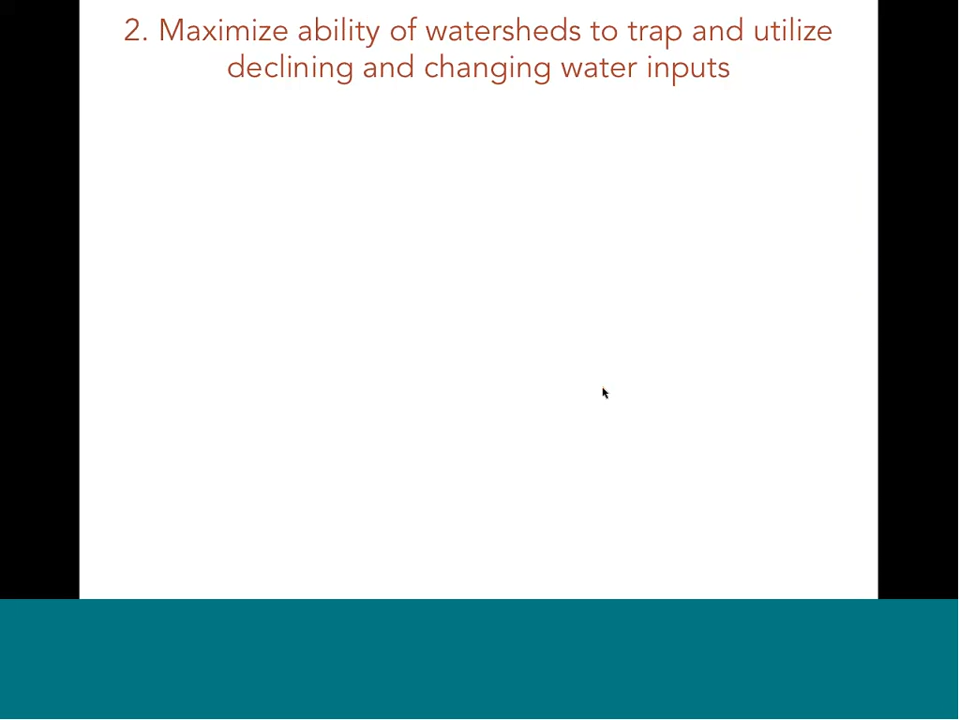 2. Maximize ability of watersheds to trap and utilize
declining and changing water inputs